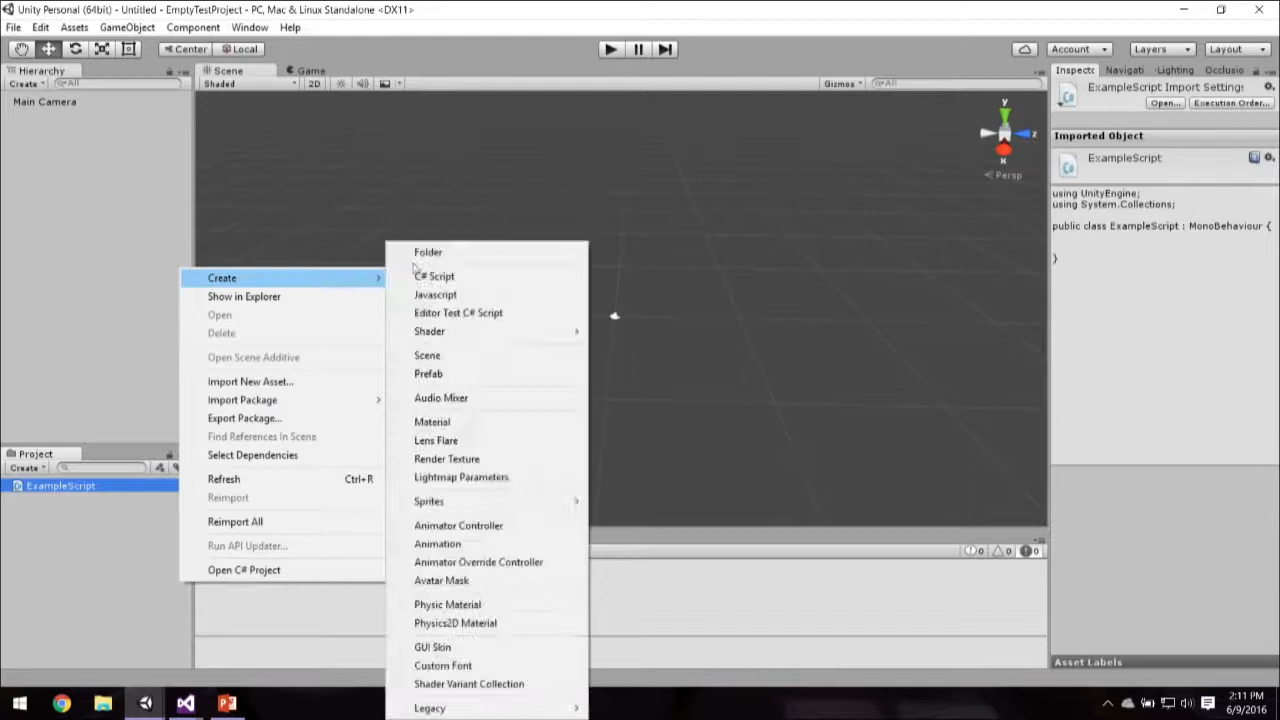 Unity Personal (64bit) - Untitled - EmptyTestProject - PC, Mac & Linux Standalone <DX11>
File Edit Assets GameObject Component Window Help
Center Local Account Layers Layout
Hierarchy Scene Game Inspecto Navigati Lighting Occlusio
Create All Shaded 2D Gizmos All
Main Camera
ExampleScript Import Settings
Open... Execution Order...
y
z
x
Persp
Imported Object
ExampleScript
using UnityEngine;
using System.Collections;
public class ExampleScript : MonoBehaviour {
}
Create
Show in Explorer
Open
Delete
Open Scene Additive
Import New Asset...
Import Package
Export Package...
Find References In Scene
Select Dependencies
Refresh Ctrl+R
Reimport
Reimport All
Run API Updater...
Open C# Project
Folder
C# Script
Javascript
Editor Test C# Script
Shader
Scene
Prefab
Audio Mixer
Material
Lens Flare
Render Texture
Lightmap Parameters
Sprites
Animator Controller
Animation
Animator Override Controller
Avatar Mask
Physic Material
Physics2D Material
GUI Skin
Custom Font
Shader Variant Collection
Legacy
Project
Create
ExampleScript
0 0 0
Asset Labels
2:11 PM
6/9/2016